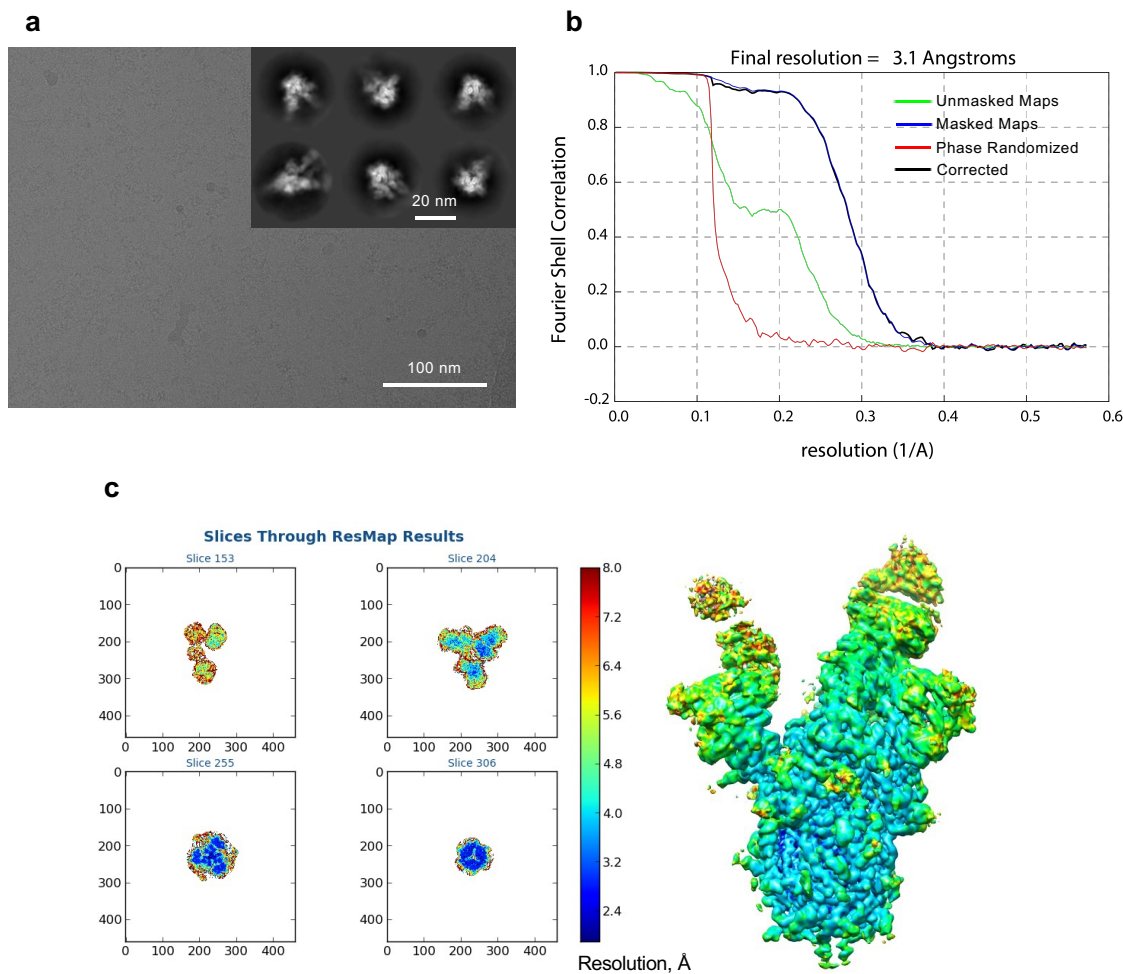 a
20 nm
100 nm
b
Final resolution = 3.1 Angstroms
1.0
0.8
0.6
0.4
0.2
0.0
-0.2
Fourier Shell Correlation
Unmasked Maps
Masked Maps
Phase Randomized
Corrected
0.0 0.1 0.2 0.3 0.4 0.5 0.6
resolution (1/A)
c
Slices Through ResMap Results
Slice 153
0
100
200
300
400
0 100 200 300 400
Slice 204
0
100
200
300
400
0 100 200 300 400
Slice 255
0
100
200
300
400
0 100 200 300 400
Slice 306
0
100
200
300
400
0 100 200 300 400
8.0
7.2
6.4
5.6
4.8
4.0
3.2
2.4
Resolution, Å